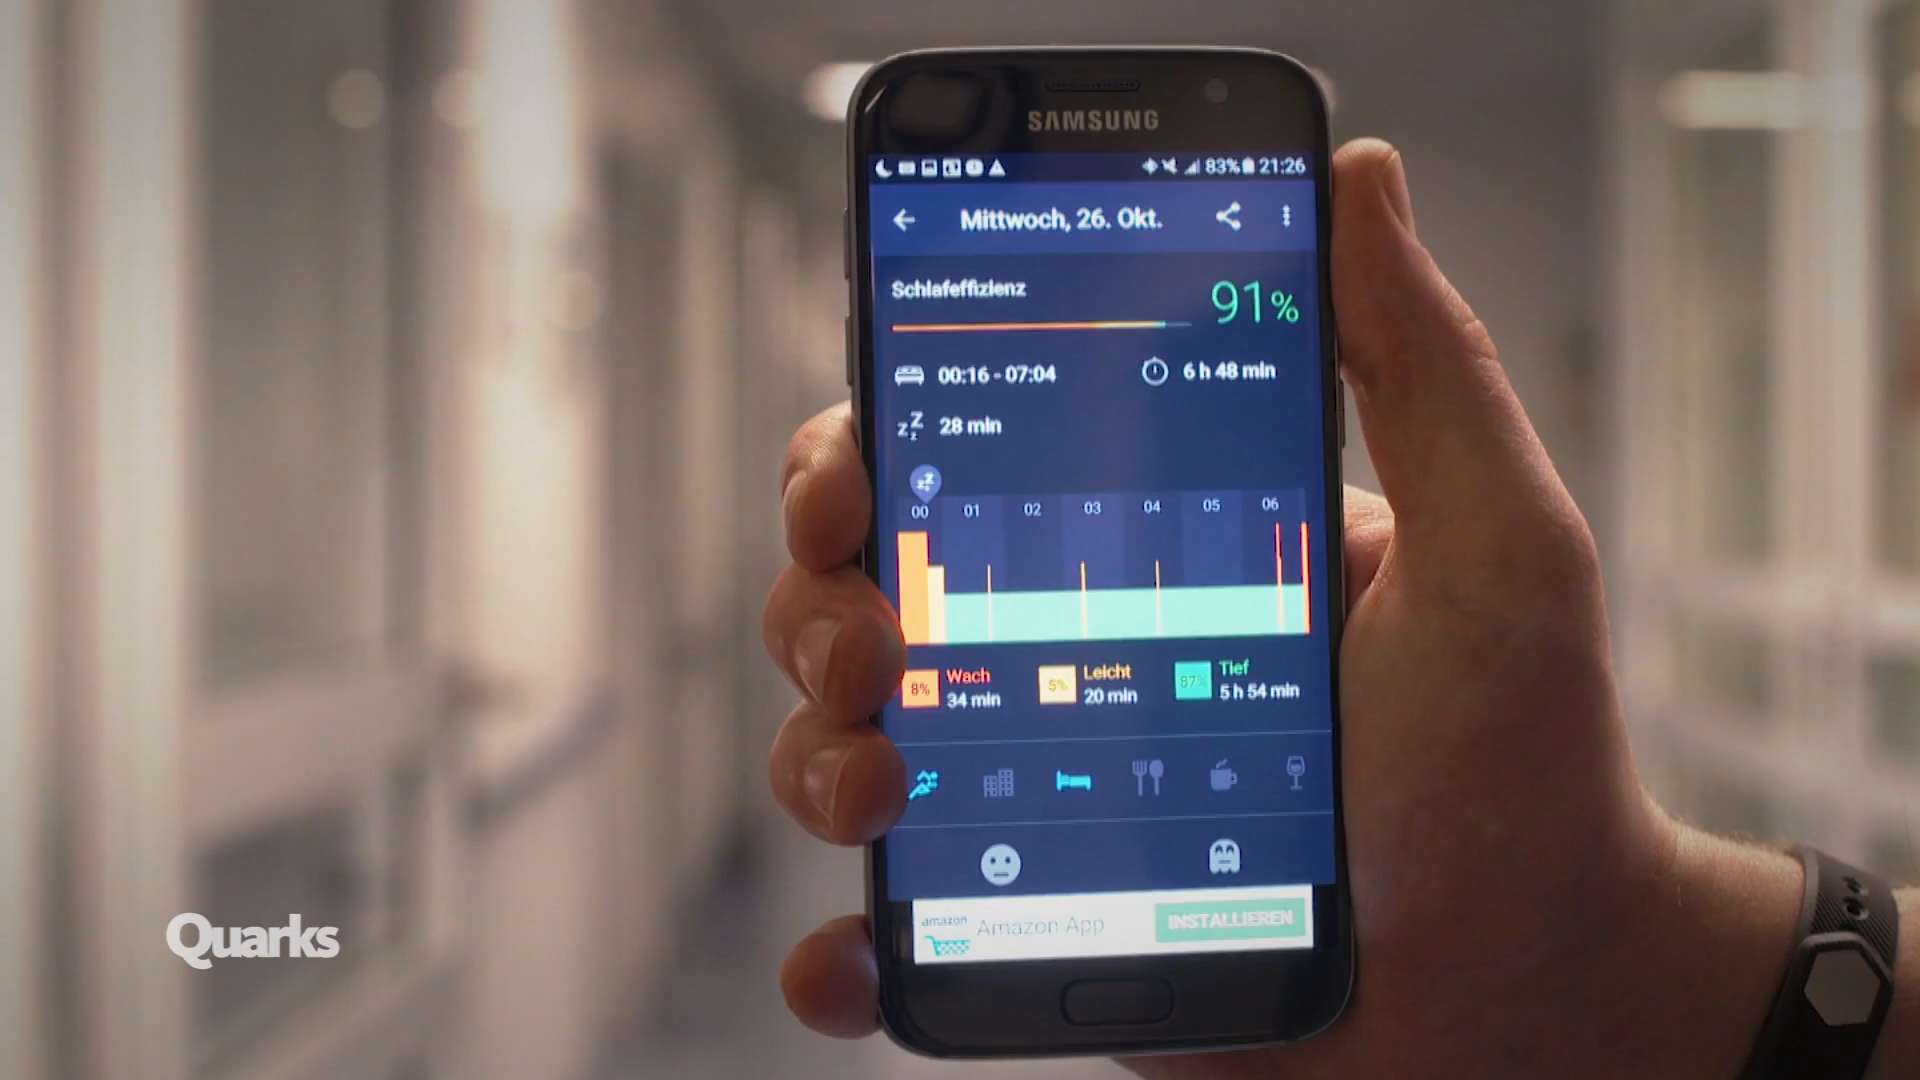 SAMSUNG
83% 21:26
Mittwoch, 26. Okt.
Schlafeffizienz
91%
00:16 - 07:04
6 h 48 min
zzz
28 min
zzz
00 01 02 03 04 05 06
8%
Wach
34 min
5%
Leicht
20 min
87%
Tief
5 h 54 min
amazon
Amazon App
INSTALLIEREN
Quarks